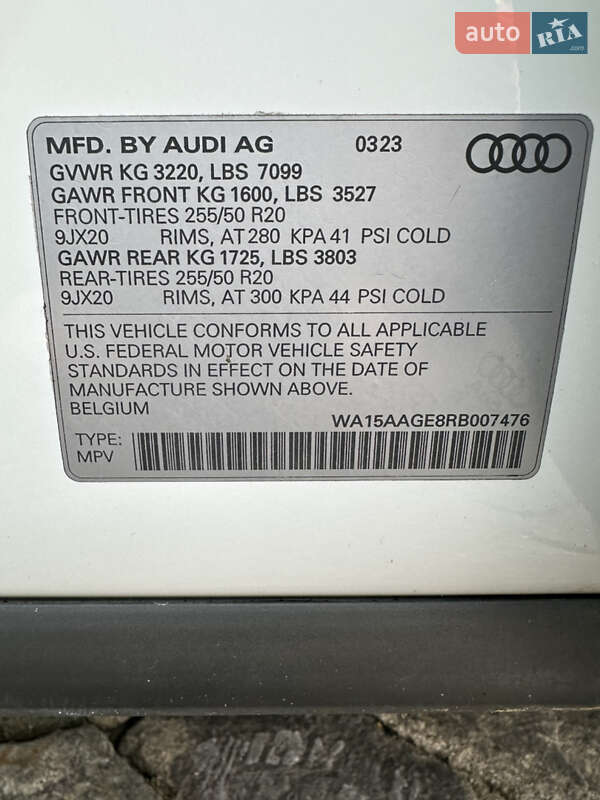 auto RIA.com
MFD. BY AUDI AG 0323
GVWR KG 3220, LBS 7099
GAWR FRONT KG 1600, LBS 3527
FRONT-TIRES 255/50 R20
9JX20 RIMS, AT 280 KPA 41 PSI COLD
GAWR REAR KG 1725, LBS 3803
REAR-TIRES 255/50 R20
9JX20 RIMS, AT 300 KPA 44 PSI COLD
THIS VEHICLE CONFORMS TO ALL APPLICABLE
U.S. FEDERAL MOTOR VEHICLE SAFETY
STANDARDS IN EFFECT ON THE DATE OF
MANUFACTURE SHOWN ABOVE.
BELGIUM
WA15AAGE8RB007476
TYPE:
MPV